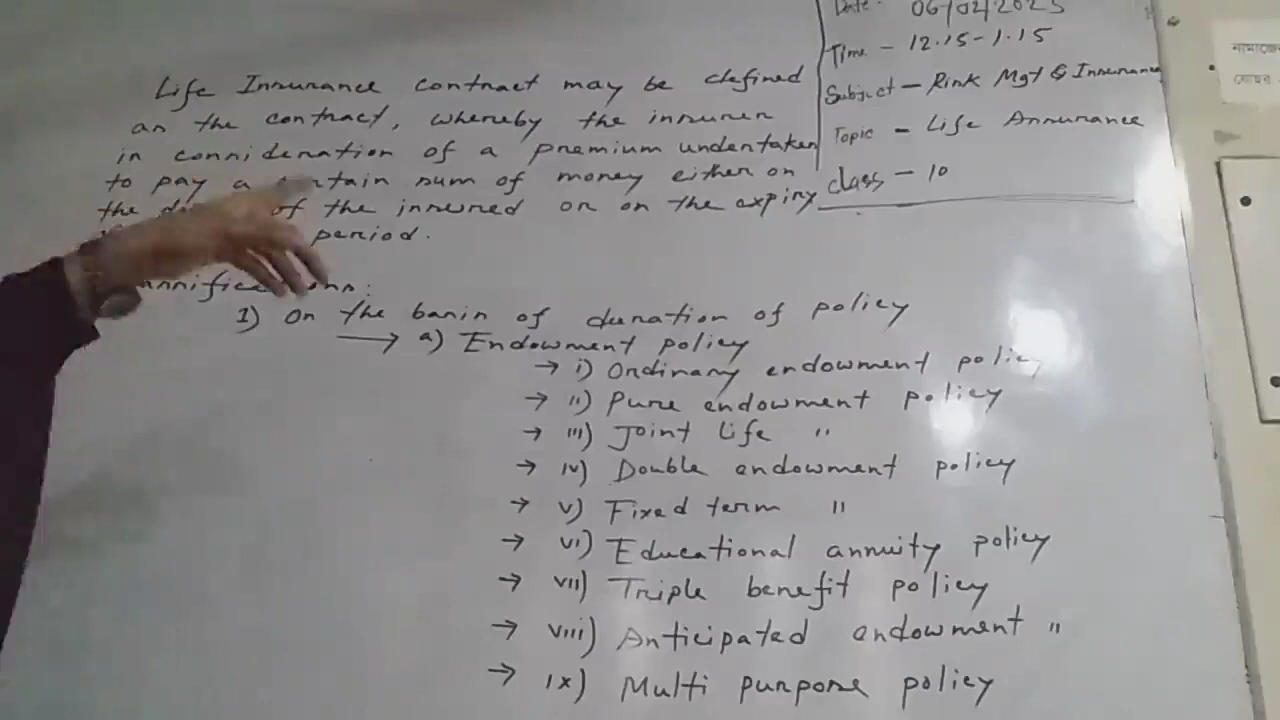 Life Insurance contract may be defined
as the contract, whereby the insurer
in consideration of a premium undertaken
to pay a certain sum of money either on
the of the insured or on the expiry
period.
Date - 06/02/2025
Time - 12.15-1.15
Subject - Risk Mgt & Insurance
Topic - Life Assurance
class - 10
1) On the basis of duration of policy
→ a) Endowment policy
→ i) Ordinary endowment policy
→ ii) Pure endowment policy
→ iii) Joint Life "
→ iv) Double endowment policy
→ v) Fixed term "
→ vi) Educational annuity policy
→ vii) Triple benefit policy
→ viii) Anticipated endowment "
→ ix) Multi purpose policy